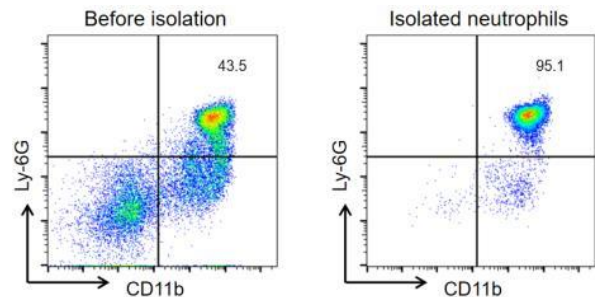 Before isolation
Isolated neutrophils
43.5
95.1
Ly-6G
Ly-6G
CD11b
CD11b